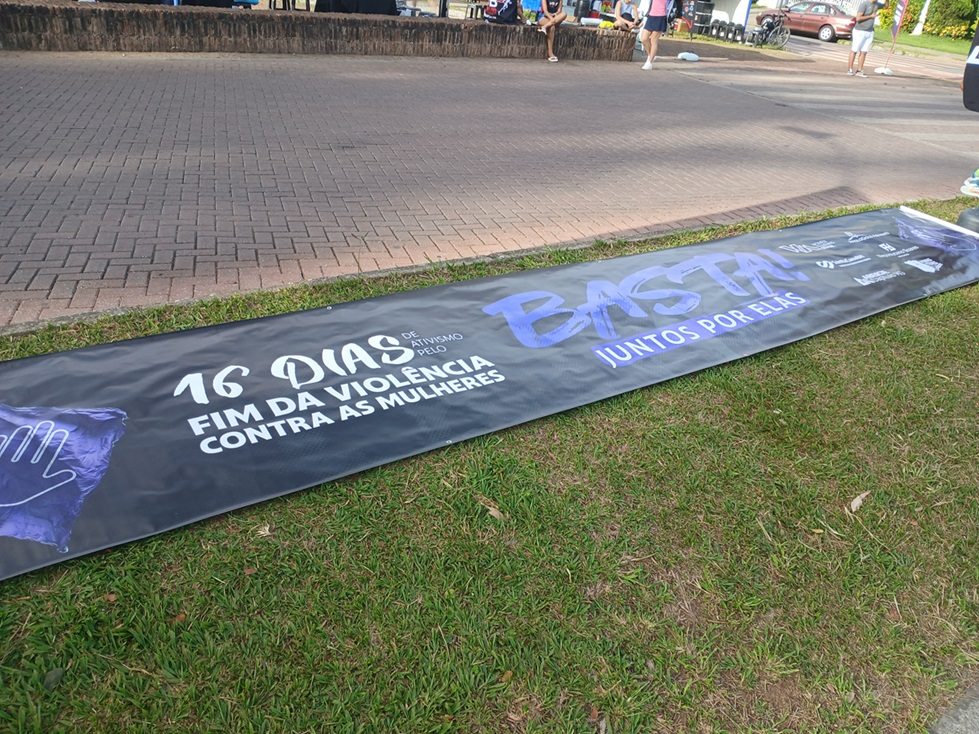 16 DIAS
DE
ATIVISMO
PELO
FIM DA VIOLÊNCIA
CONTRA AS MULHERES
BASTA!
JUNTOS POR ELAS